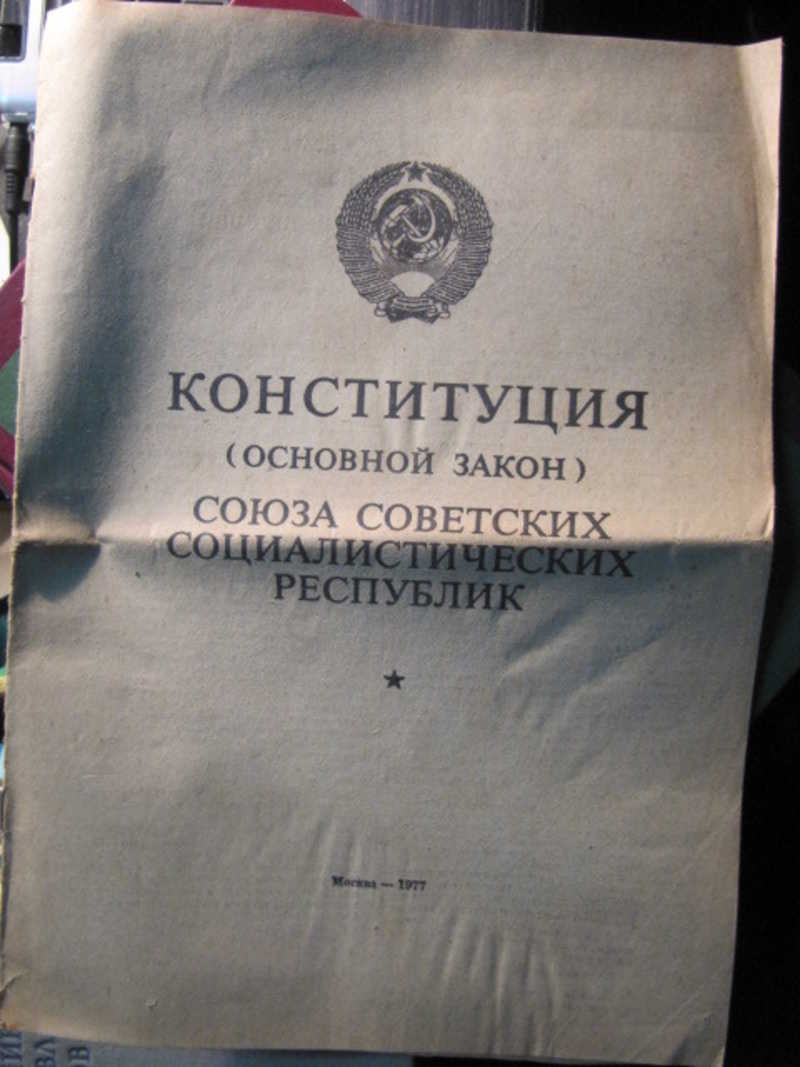 КОНСТИТУЦИЯ
(ОСНОВНОЙ ЗАКОН)
СОЮЗА СОВЕТСКИХ
СОЦИАЛИСТИЧЕСКИХ
РЕСПУБЛИК
Москва — 1977